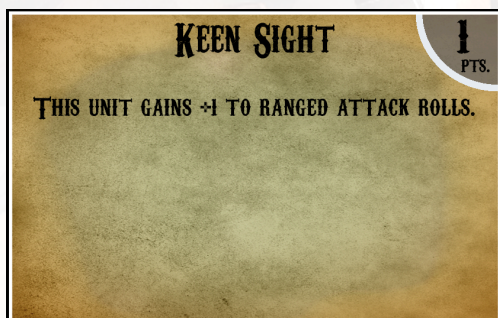 Keen Sight
1
pts.
This unit gains +1 to ranged attack rolls.